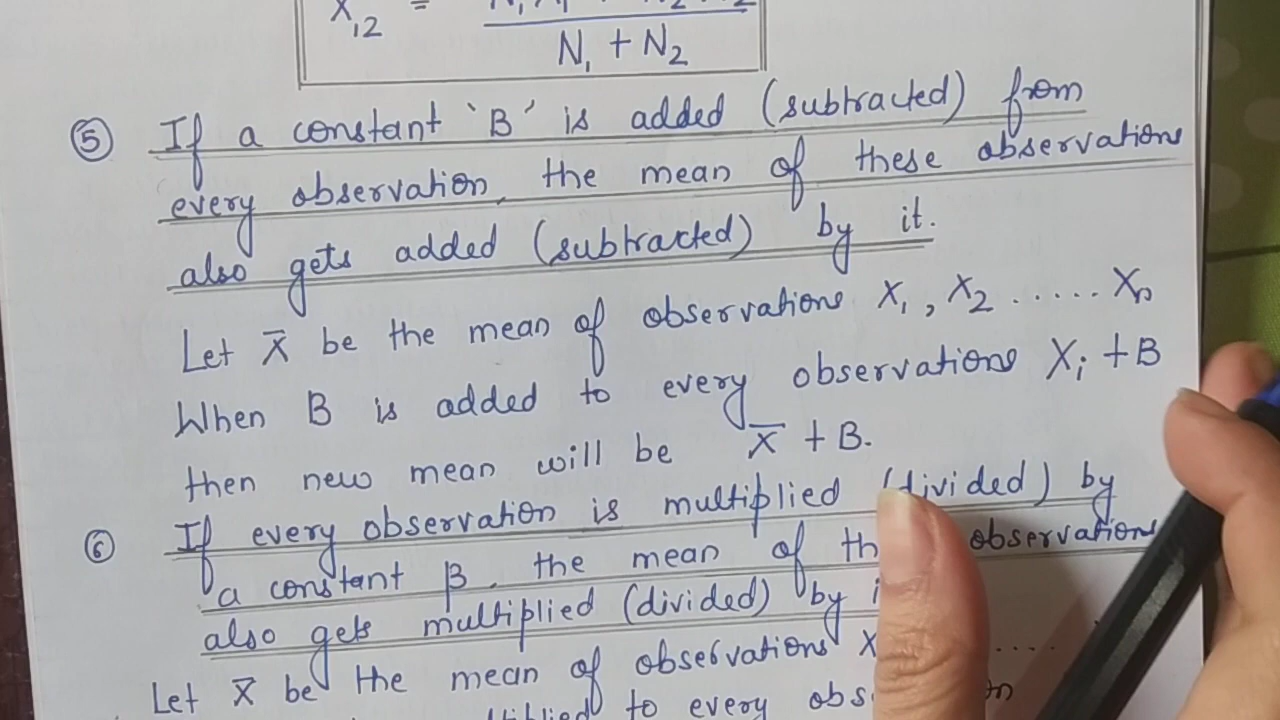 X̄12 =
N1 + N2
⑤ If a constant 'B' is added (subtracted) from
every observation, the mean of these observations
also gets added (subtracted) by it.
Let X̄ be the mean of observations X1, X2 ...... Xn
When B is added to every observations Xi + B
then new mean will be X̄ + B.
⑥ If every observation is multiplied (divided) by
a constant β, the mean of observations
also gets multiplied (divided) by
Let X̄ be the mean of observations X ....
to every